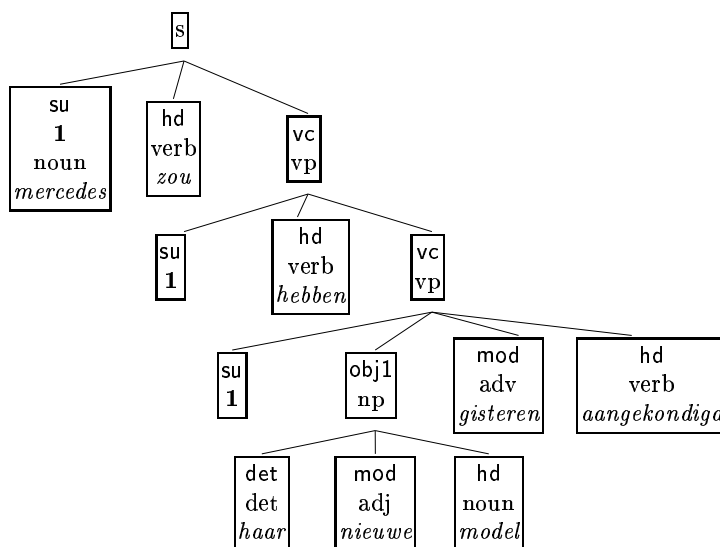 s
su
1
noun
mercedes
hd
verb
zou
vc
vp
su
1
hd
verb
hebben
vc
vp
su
1
obj1
np
mod
adv
gisteren
hd
verb
aangekondigd
det
det
haar
mod
adj
nieuwe
hd
noun
model